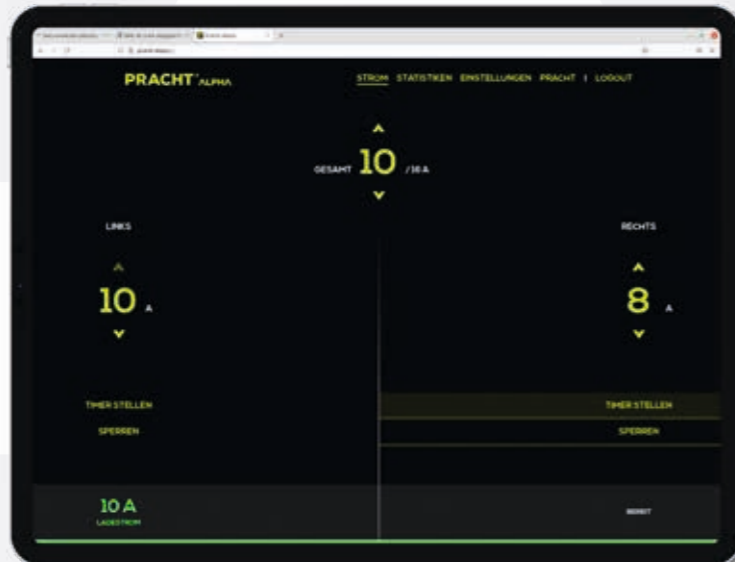 PRACHT ALPHA
STROM STATISTIKEN EINSTELLUNGEN PRACHT | LOGOUT
GESAMT 10 / 16 A
LINKS
RECHTS
10 A
8 A
TIMER STELLEN
TIMER STELLEN
SPERREN
SPERREN
10 A
LADESTROM
BEREIT